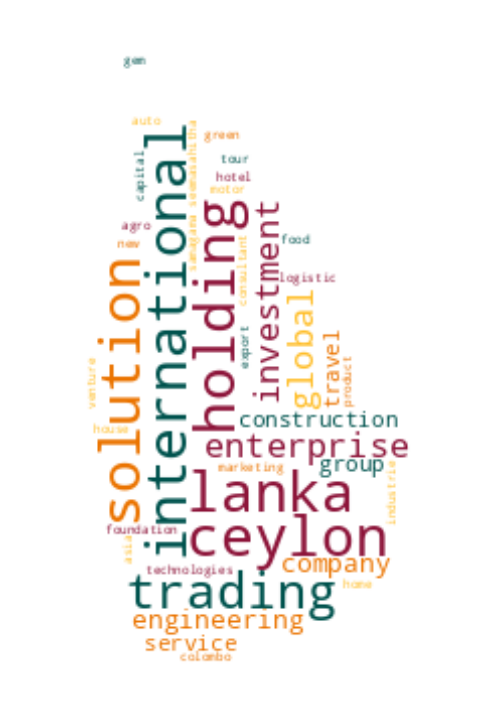 gem
auto
green
international
samagara seemasahitha
capital
tour
hotel
motor
holding
investment
agro
new
food
consultant
solution
logistic
global
export
travel
product
venture
house
construction
enterprise
group
marketing
industrie
lanka
ceylon
foundation
asia
company
technologies
trading
home
engineering
service
colombo